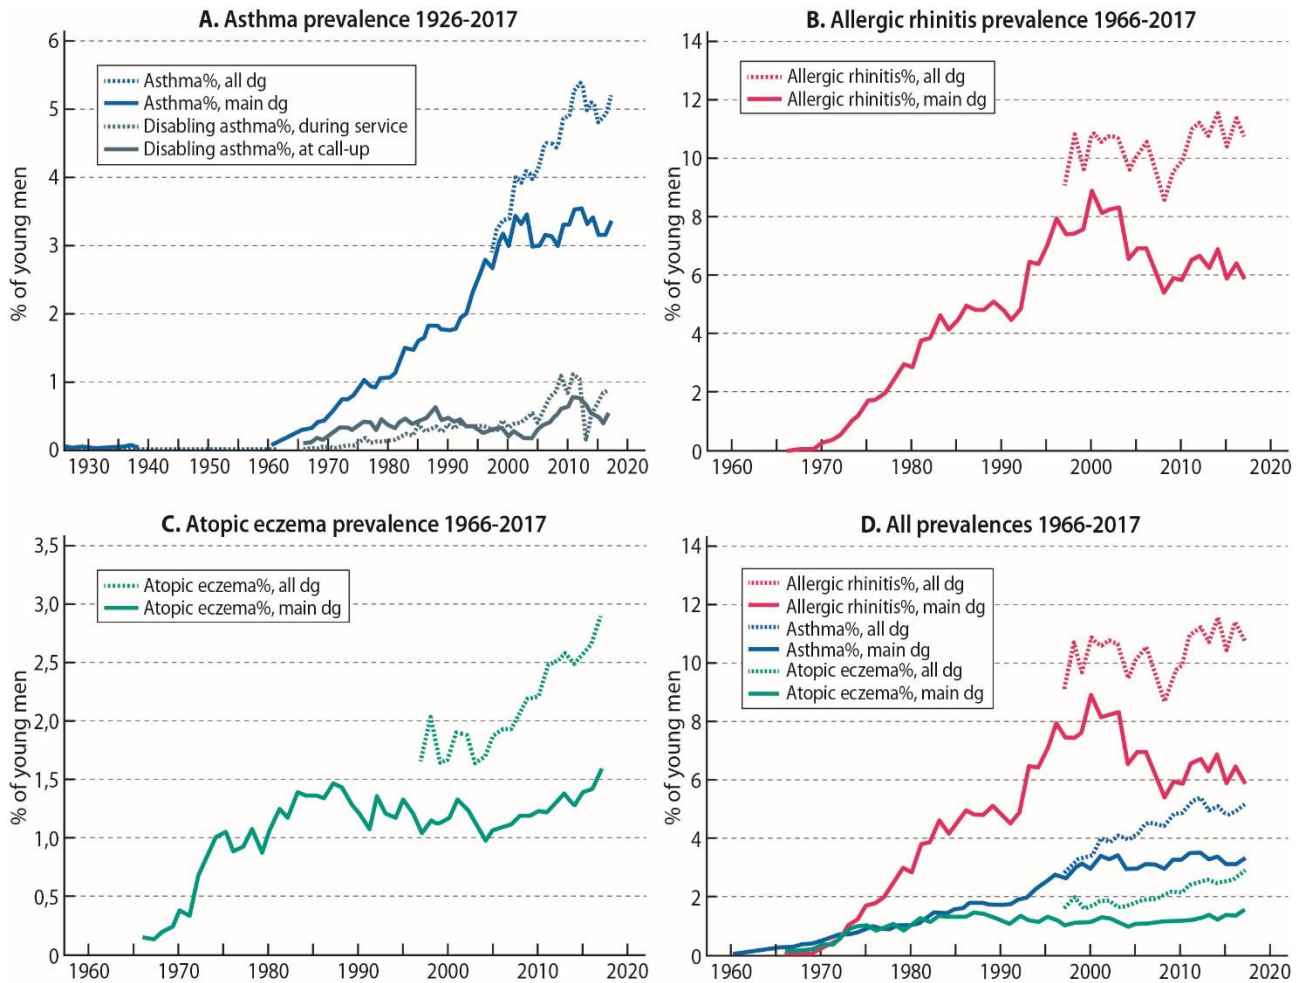 A. Asthma prevalence 1926-2017
6
5
4
3
2
1
0
% of young men
Asthma%, all dg
Asthma%, main dg
Disabling asthma%, during service
Disabling asthma%, at call-up
1930 1940 1950 1960 1970 1980 1990 2000 2010 2020
B. Allergic rhinitis prevalence 1966-2017
14
12
10
8
6
4
2
0
% of young men
Allergic rhinitis%, all dg
Allergic rhinitis%, main dg
1960 1970 1980 1990 2000 2010 2020
C. Atopic eczema prevalence 1966-2017
3,5
3,0
2,5
2,0
1,5
1,0
0,5
0
% of young men
Atopic eczema%, all dg
Atopic eczema%, main dg
1960 1970 1980 1990 2000 2010 2020
D. All prevalences 1966-2017
14
12
10
8
6
4
2
0
% of young men
Allergic rhinitis%, all dg
Allergic rhinitis%, main dg
Asthma%, all dg
Asthma%, main dg
Atopic eczema%, all dg
Atopic eczema%, main dg
1960 1970 1980 1990 2000 2010 2020